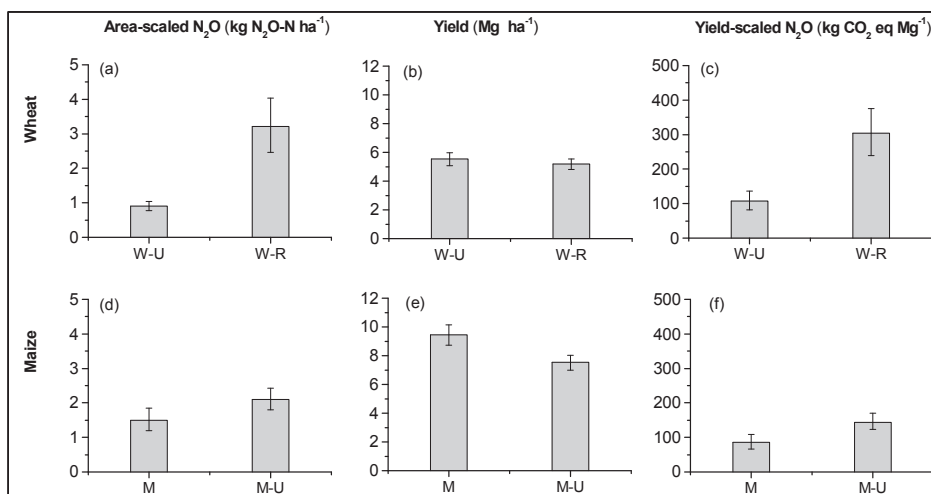 Area-scaled N₂O (kg N₂O-N ha⁻¹) Yield (Mg ha⁻¹) Yield-scaled N₂O (kg CO₂ eq Mg⁻¹)
Wheat
(a)
5
4
3
2
1
0
W-U W-R
(b)
12
10
8
6
4
2
0
W-U W-R
(c)
500
400
300
200
100
0
W-U W-R
Maize
(d)
5
4
3
2
1
0
M M-U
(e)
12
10
8
6
4
2
0
M M-U
(f)
500
400
300
200
100
0
M M-U